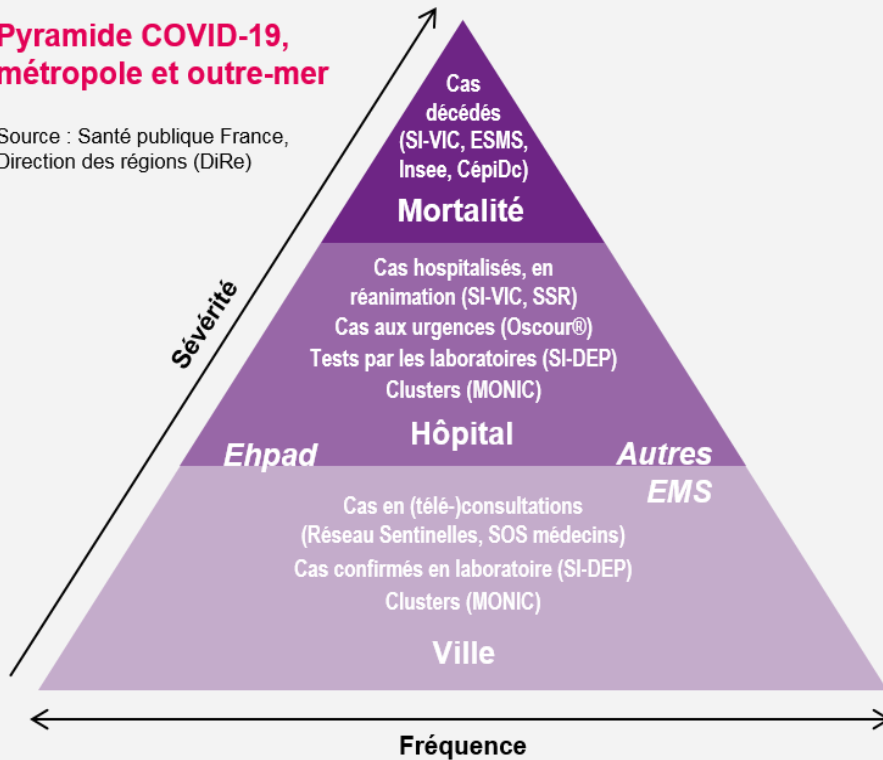 Pyramide COVID-19,
métropole et outre-mer
Source : Santé publique France,
Direction des régions (DiRe)
Sévérité
Cas
décédés
(SI-VIC, ESMS,
Insee, CépiDc)
Mortalité
Cas hospitalisés, en
réanimation (SI-VIC, SSR)
Cas aux urgences (Oscour®)
Tests par les laboratoires (SI-DEP)
Clusters (MONIC)
Hôpital
Ehpad
Autres
EMS
Cas en (télé-)consultations
(Réseau Sentinelles, SOS médecins)
Cas confirmés en laboratoire (SI-DEP)
Clusters (MONIC)
Ville
Fréquence